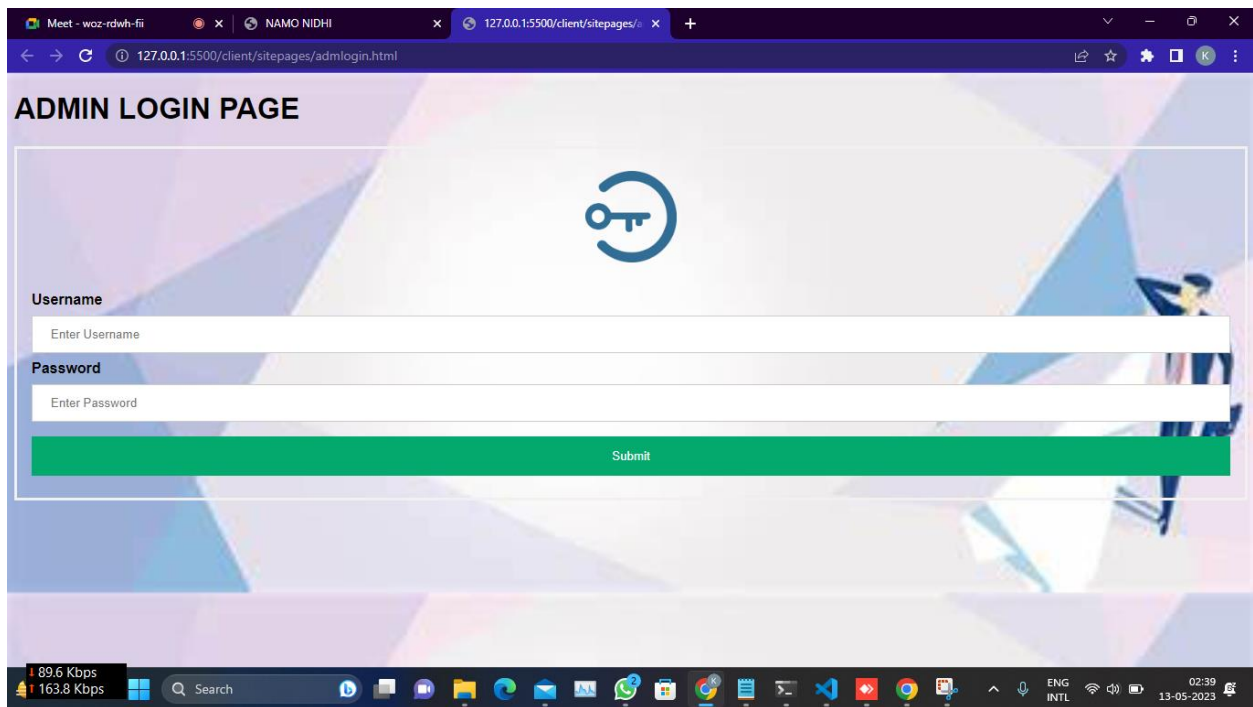 Meet - woz-rdwh-fii
NAMO NIDHI
127.0.0.1:5500/client/sitepages/a
127.0.0.1:5500/client/sitepages/admlogin.html
K
ADMIN LOGIN PAGE
Username
Enter Username
Password
Enter Password
Submit
89.6 Kbps
163.8 Kbps
Search
2
K
ENG
INTL
02:39
13-05-2023